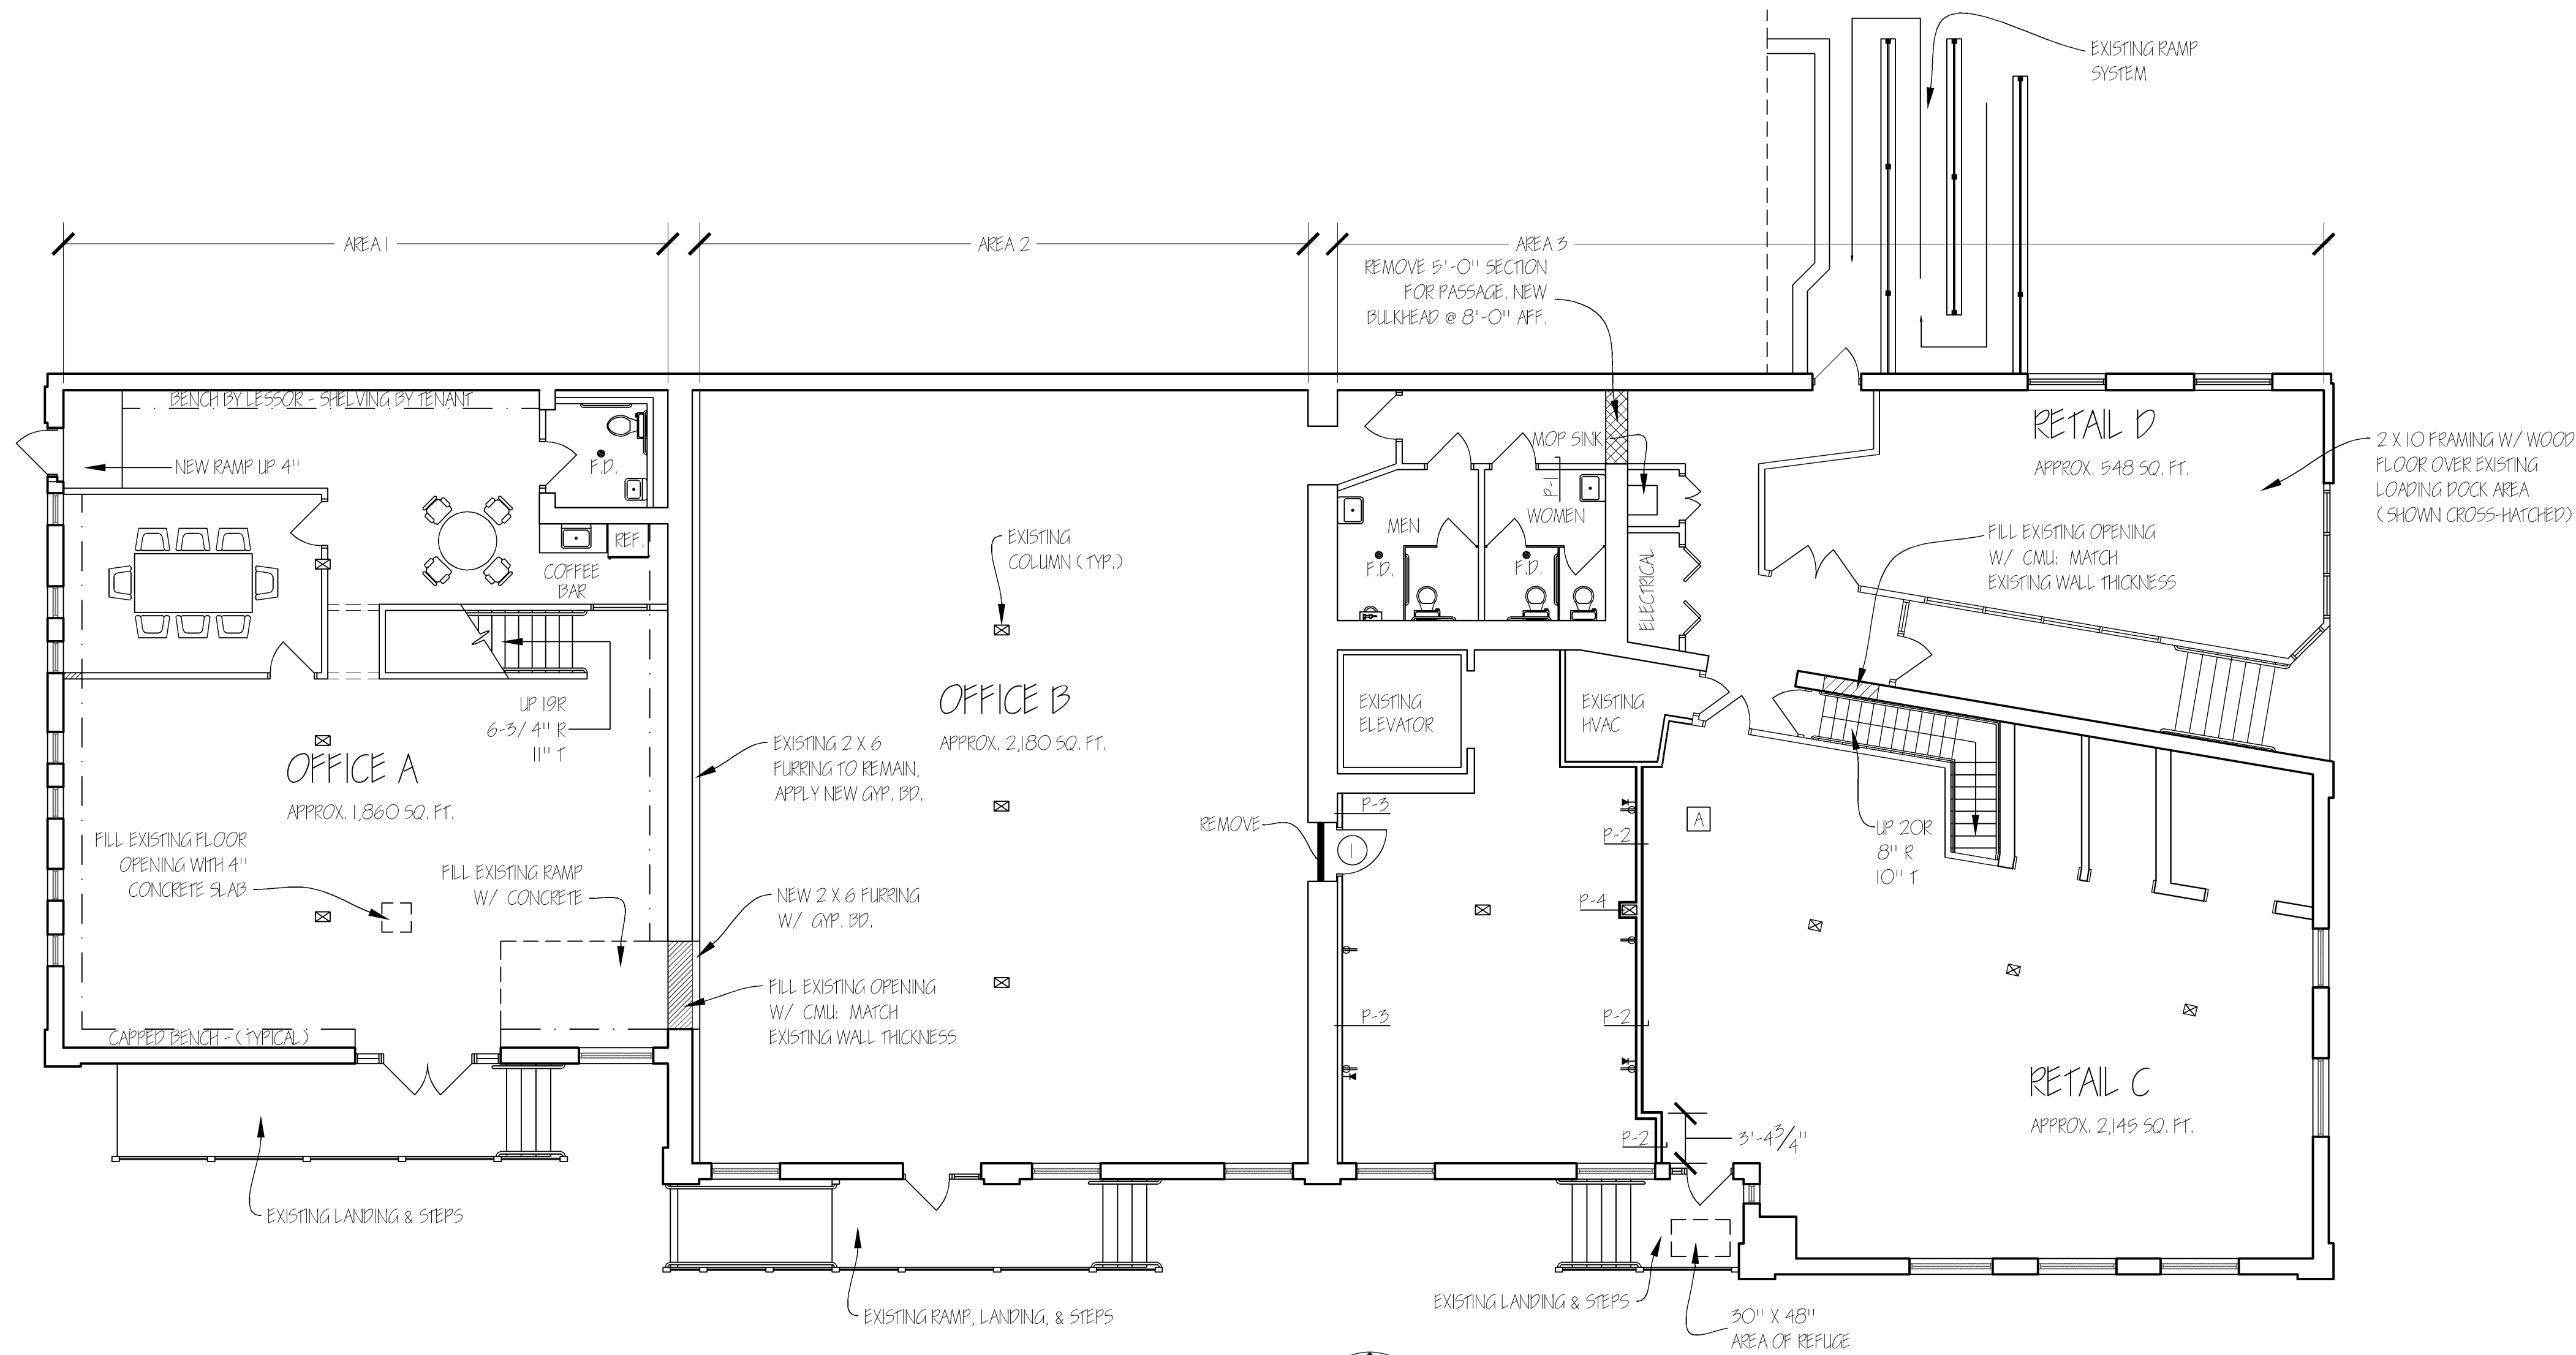 EXISTING RAMP
SYSTEM
AREA 1
AREA 2
AREA 3
REMOVE 5'-0" SECTION
FOR PASSAGE. NEW
BULKHEAD @ 8'-0" AFF.
BENCH BY LESSOR - SHELVING BY TENANT
NEW RAMP UP 4"
F.D.
REF.
COFFEE
BAR
UP 19R
6-3/4" R
11" T
OFFICE A
APPROX. 1,860 SQ. FT.
FILL EXISTING FLOOR
OPENING WITH 4"
CONCRETE SLAB
FILL EXISTING RAMP
W/ CONCRETE
CAPPED BENCH - (TYPICAL)
EXISTING LANDING & STEPS
EXISTING
COLUMN (TYP.)
OFFICE B
APPROX. 2,180 SQ. FT.
EXISTING 2 X 6
FURRING TO REMAIN,
APPLY NEW GYP. BD.
NEW 2 X 6 FURRING
W/ GYP. BD.
FILL EXISTING OPENING
W/ CMU: MATCH
EXISTING WALL THICKNESS
REMOVE
EXISTING RAMP, LANDING, & STEPS
MOP SINK
P-1
MEN
WOMEN
F.D.
F.D.
ELECTRICAL
EXISTING
ELEVATOR
EXISTING
HVAC
P-3
1
P-2
A
P-4
P-3
P-2
P-2
3'-4 3/4"
RETAIL D
APPROX. 548 SQ. FT.
2 X 10 FRAMING W/ WOOD
FLOOR OVER EXISTING
LOADING DOCK AREA
(SHOWN CROSS-HATCHED)
FILL EXISTING OPENING
W/ CMU: MATCH
EXISTING WALL THICKNESS
UP 20R
8" R
10" T
RETAIL C
APPROX. 2,145 SQ. FT.
EXISTING LANDING & STEPS
30" X 48"
AREA OF REFUGE